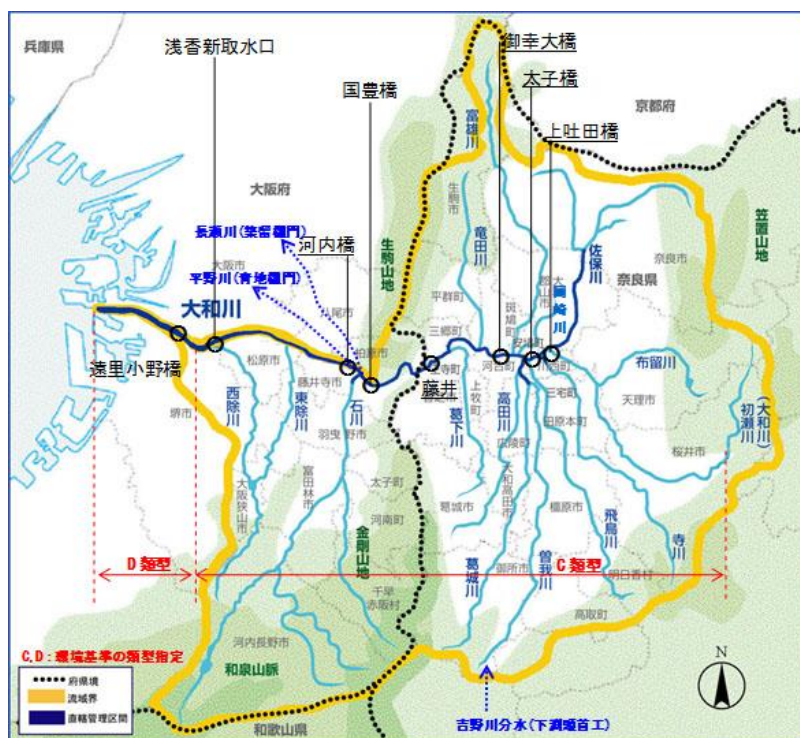 兵庫県
浅香新取水口
御幸大橋
国豊橋
太子橋
京都府
上吐田橋
富雄川
大阪府
生駒市
長瀬川(築留樋門)
河内橋
生駒山地
竜田川
佐保川
笠置山地
平野川(青地樋門)
大阪市
奈良県
奈良市
大和川
八尾市
平群町
斑鳩町
岡崎川
三郷町
安堵町
遠里小野橋
松原市
柏原市
王寺町
河合町
川西町
布留川
藤井寺市
藤井
三宅町
天理市
西除川
東除川
石川
上牧町
高田川
田原本町
(大和川)
初瀬川
堺市
羽曳野市
葛下川
広陵町
桜井市
富田林市
太子町
大和高田市
大阪狭山市
河南町
葛城市
橿原市
飛鳥川
寺川
D類型
金剛山地
C類型
御所市
明日香村
千早
赤阪村
葛城川
曽我川
高取町
河内長野市
C,D:環境基準の類型指定
和泉山脈
府県境
流域界
直轄管理区間
N
吉野川分水(下渕頭首工)
和歌山県